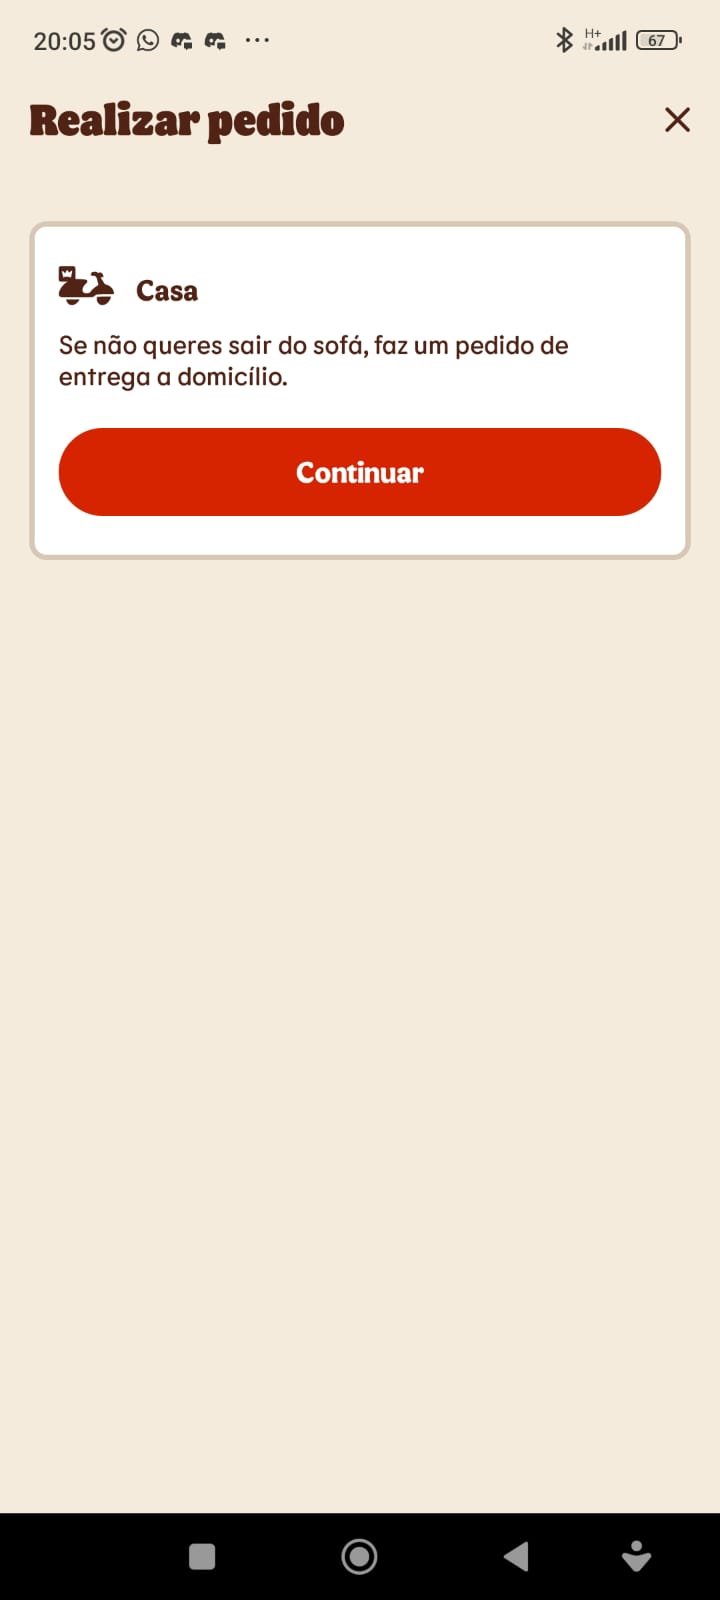 20:05
H+
67
Realizar pedido
Casa
Se não queres sair do sofá, faz um pedido de
entrega a domicílio.
Continuar